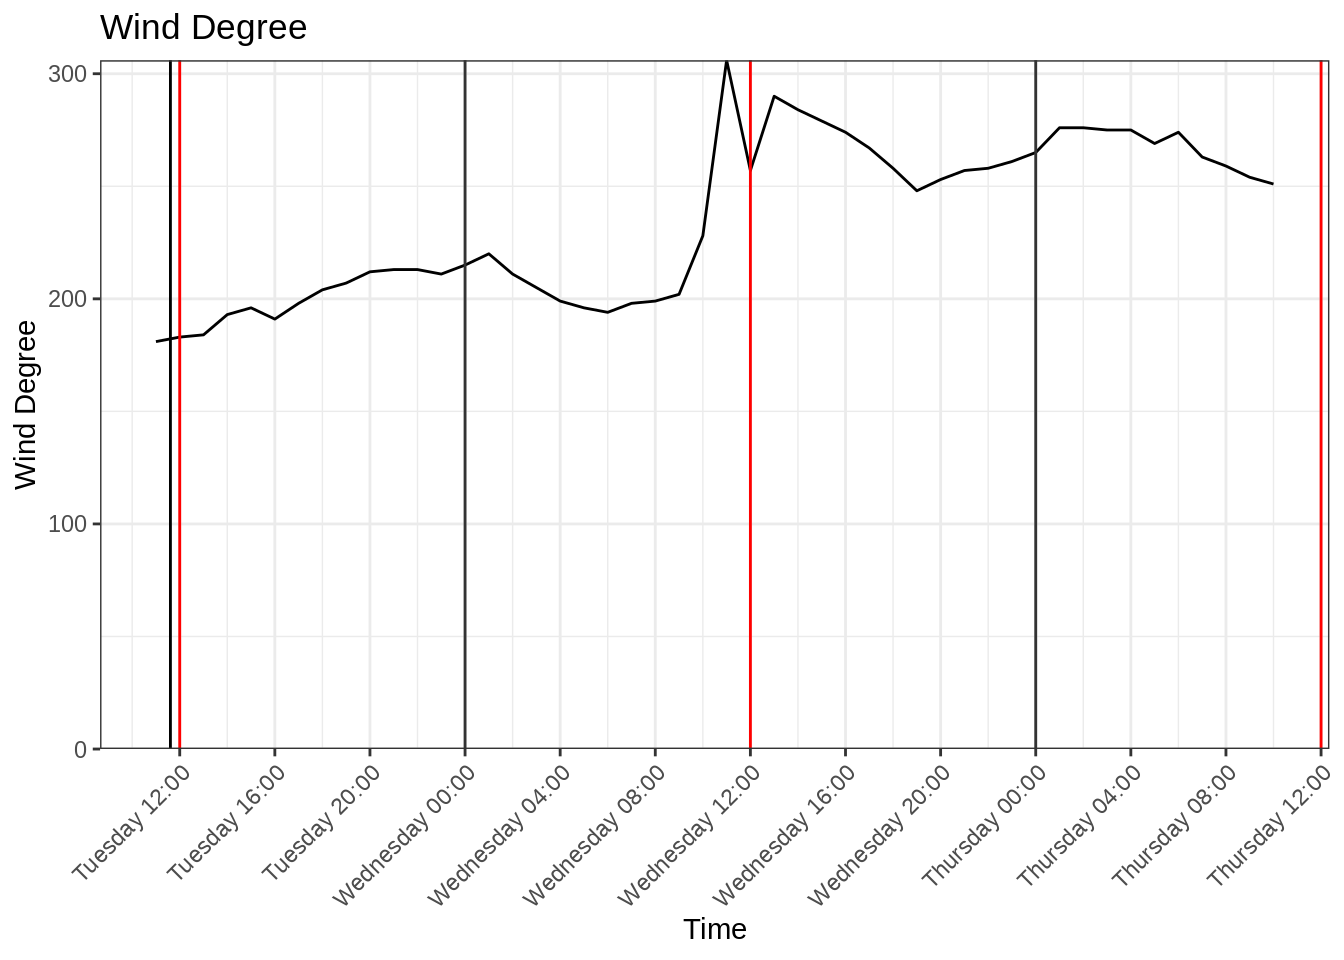 Wind Degree
300
200
100
0
Wind Degree
Tuesday 12:00
Tuesday 16:00
Tuesday 20:00
Wednesday 00:00
Wednesday 04:00
Wednesday 08:00
Wednesday 12:00
Wednesday 16:00
Wednesday 20:00
Thursday 00:00
Thursday 04:00
Thursday 08:00
Thursday 12:00
Time